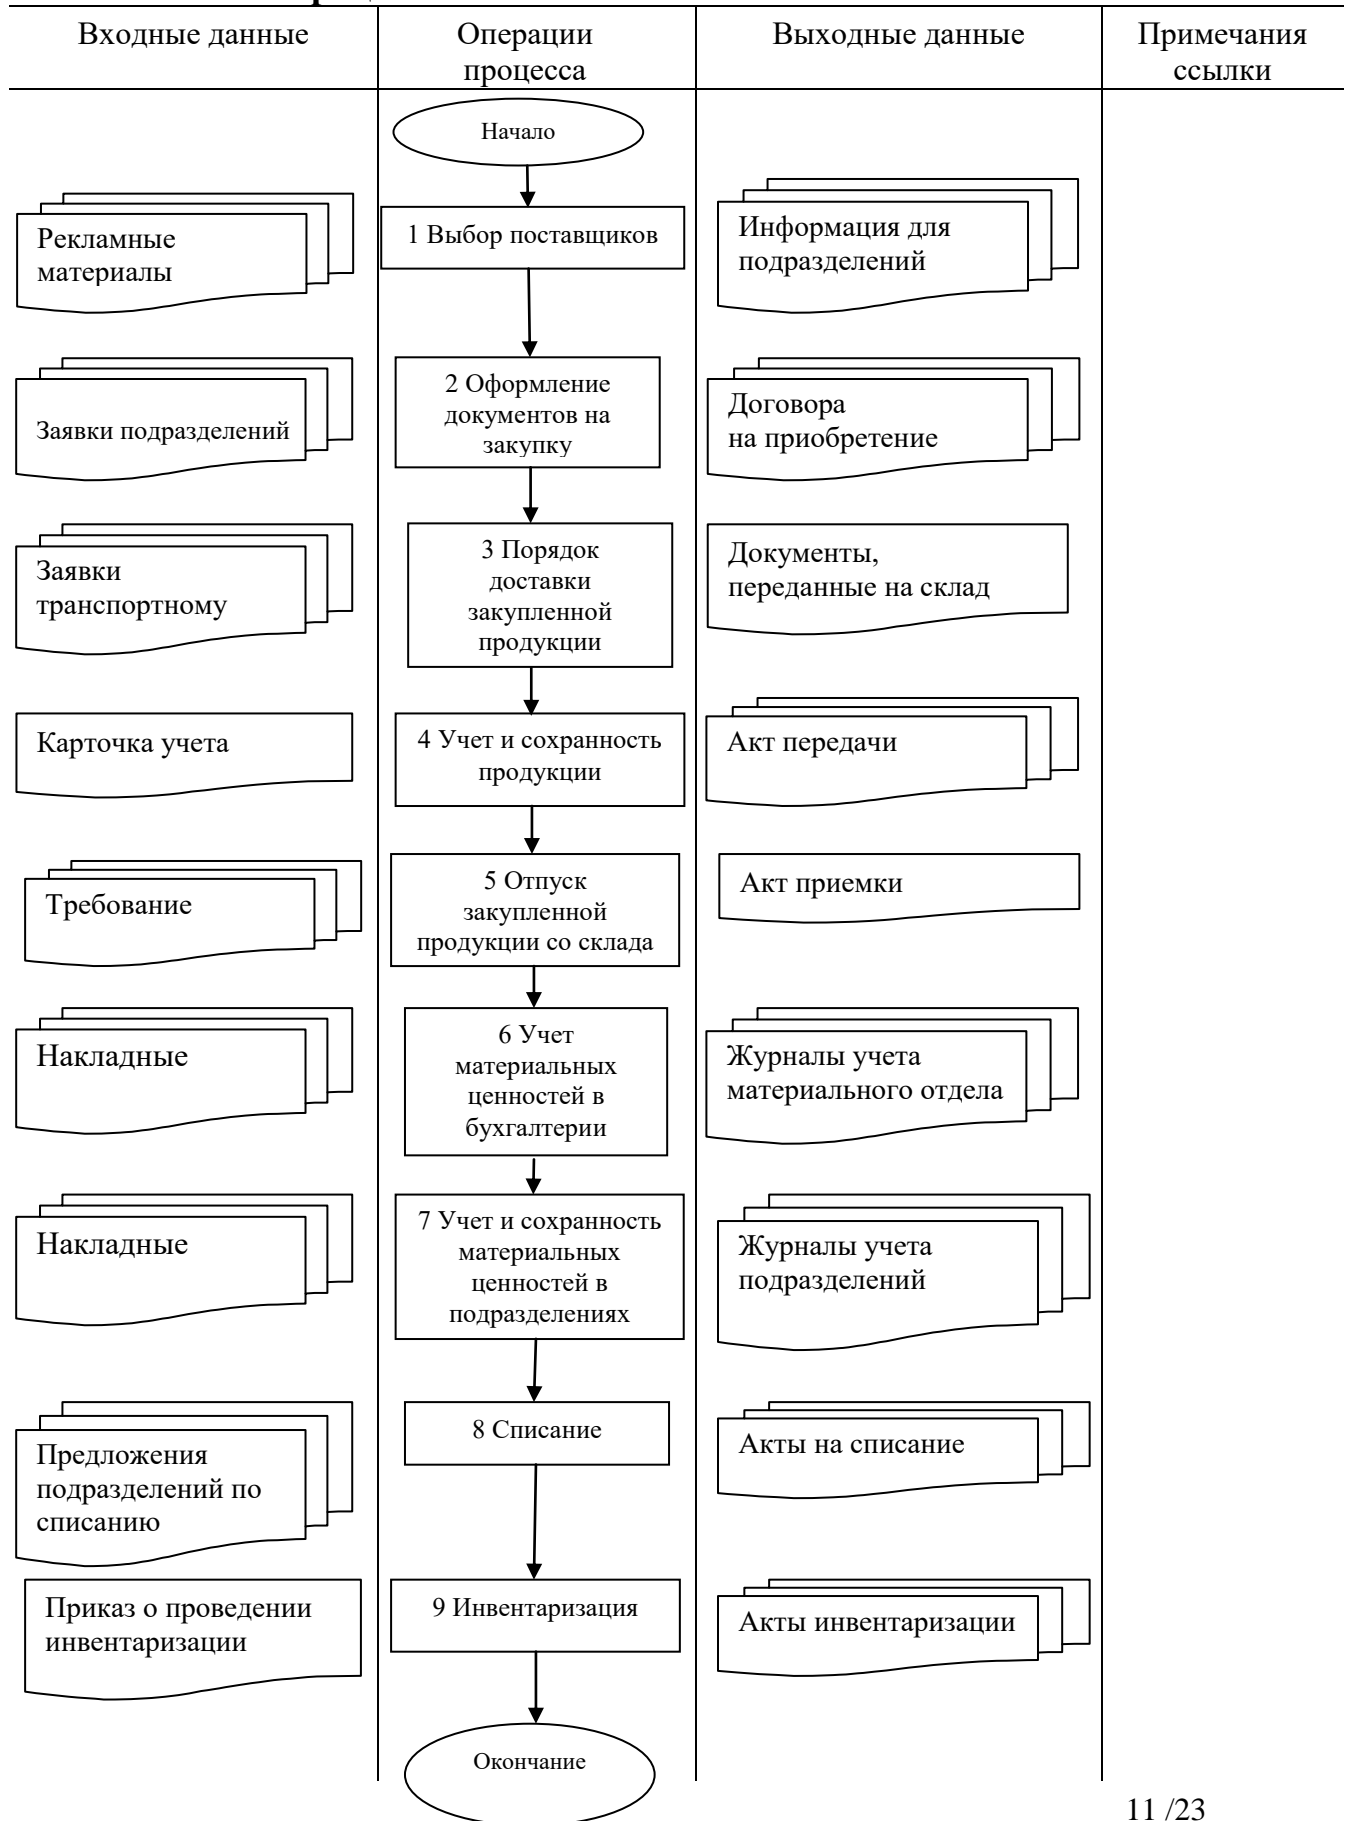 Входные данные
Операции
процесса
Выходные данные
Примечания
ссылки
Начало
Рекламные
материалы
1 Выбор поставщиков
Информация для
подразделений
Заявки подразделений
2 Оформление
документов на
закупку
Договора
на приобретение
Заявки
транспортному
3 Порядок
доставки
закупленной
продукции
Документы,
переданные на склад
Карточка учета
4 Учет и сохранность
продукции
Акт передачи
Требование
5 Отпуск
закупленной
продукции со склада
Акт приемки
Накладные
6 Учет
материальных
ценностей в
бухгалтерии
Журналы учета
материального отдела
Накладные
7 Учет и сохранность
материальных
ценностей в
подразделениях
Журналы учета
подразделений
Предложения
подразделений по
списанию
8 Списание
Акты на списание
Приказ о проведении
инвентаризации
9 Инвентаризация
Акты инвентаризации
Окончание
11 /23